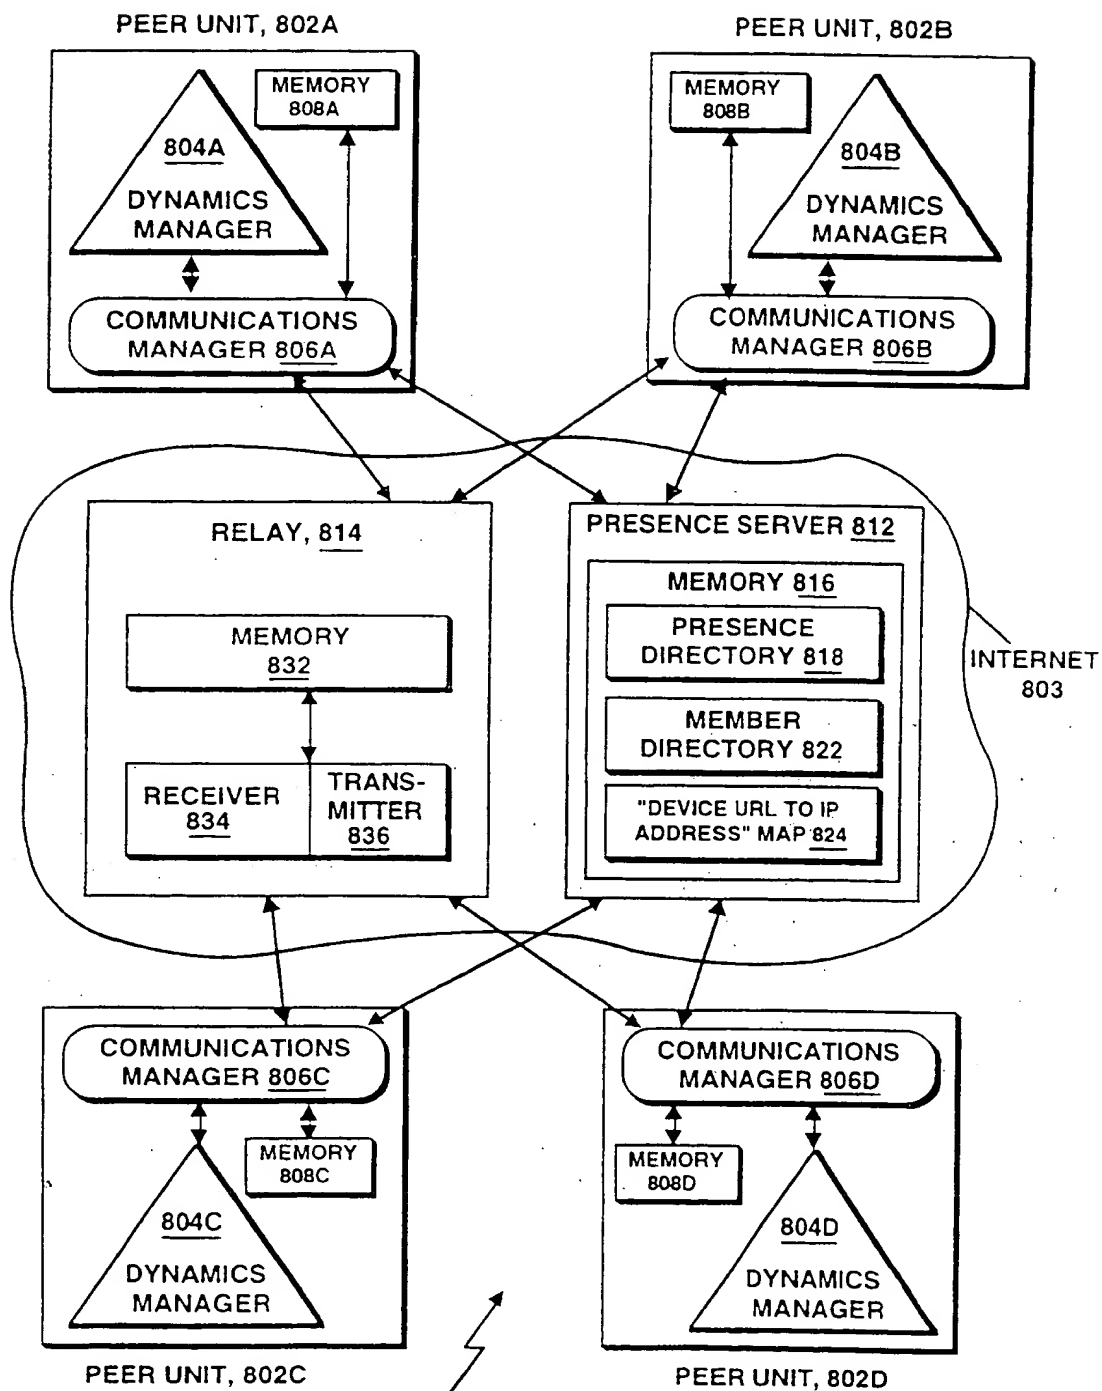 PEER UNIT, 802A
MEMORY
808A
804A
DYNAMICS
MANAGER
COMMUNICATIONS
MANAGER 806A
PEER UNIT, 802B
MEMORY
808B
804B
DYNAMICS
MANAGER
COMMUNICATIONS
MANAGER 806B
RELAY, 814
MEMORY
832
RECEIVER
834
TRANS-
MITTER
836
PRESENCE SERVER 812
MEMORY 816
PRESENCE
DIRECTORY 818
MEMBER
DIRECTORY 822
"DEVICE URL TO IP
ADDRESS" MAP 824
INTERNET
803
COMMUNICATIONS
MANAGER 806C
MEMORY
808C
804C
DYNAMICS
MANAGER
PEER UNIT, 802C
COMMUNICATIONS
MANAGER 806D
MEMORY
808D
804D
DYNAMICS
MANAGER
PEER UNIT, 802D